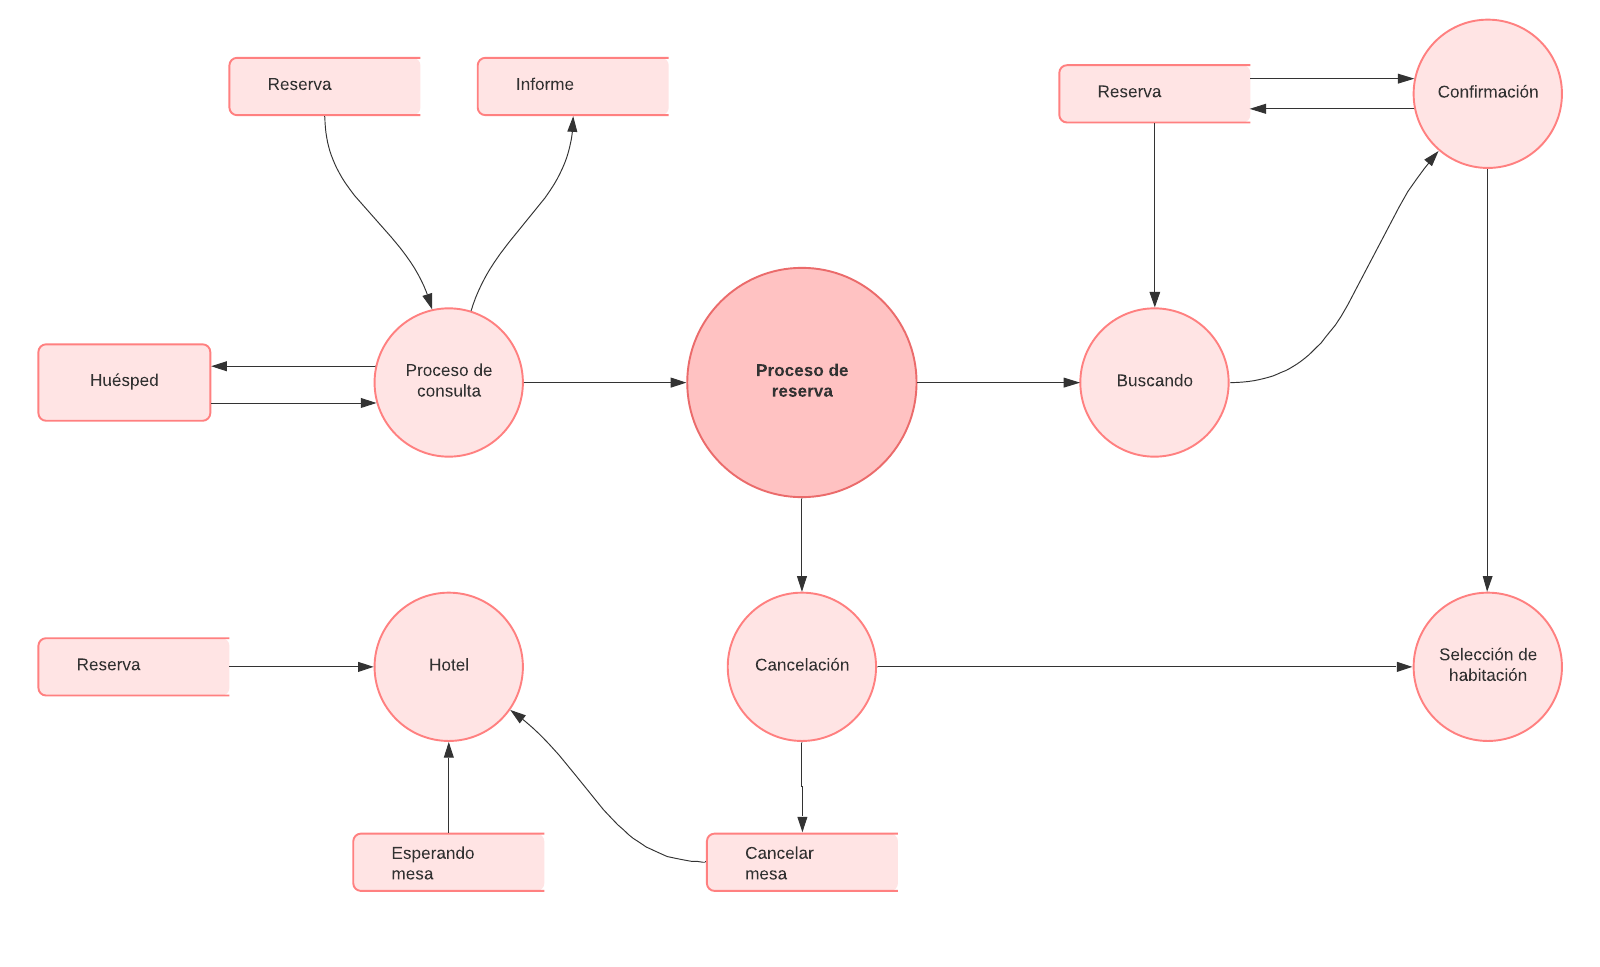 Reserva
Informe
Reserva
Confirmación
Huésped
Proceso de
consulta
Proceso de
reserva
Buscando
Reserva
Hotel
Cancelación
Selección de
habitación
Esperando
mesa
Cancelar
mesa